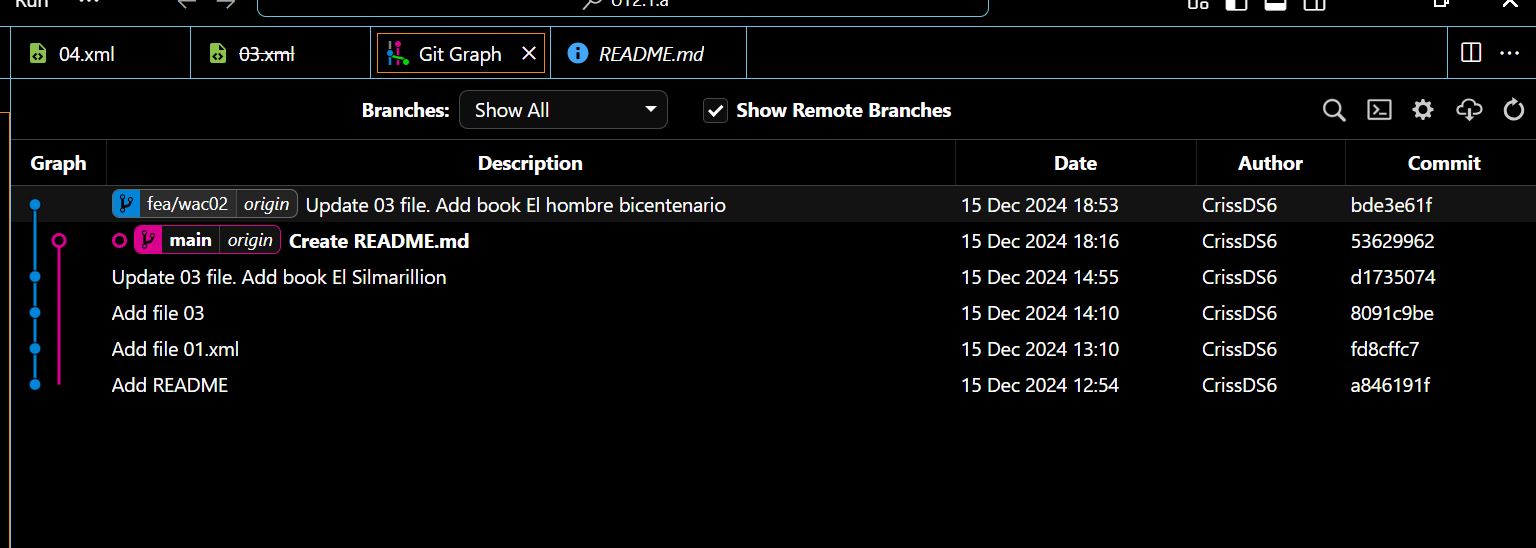 Run ...
012.1.a
04.xml 03.xml Git Graph README.md
Branches: Show All Show Remote Branches
Graph Description Date Author Commit
fea/wac02 origin Update 03 file. Add book El hombre bicentenario 15 Dec 2024 18:53 CrissDS6 bde3e61f
main origin Create README.md 15 Dec 2024 18:16 CrissDS6 53629962
Update 03 file. Add book El Silmarillion 15 Dec 2024 14:55 CrissDS6 d1735074
Add file 03 15 Dec 2024 14:10 CrissDS6 8091c9be
Add file 01.xml 15 Dec 2024 13:10 CrissDS6 fd8cffc7
Add README 15 Dec 2024 12:54 CrissDS6 a846191f